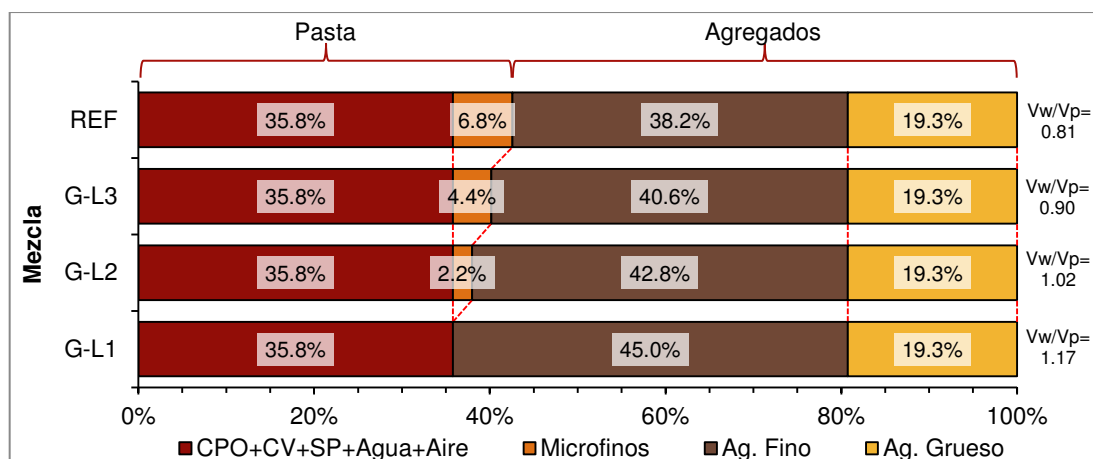 Pasta
Agregados
Mezcla
REF
35.8%
6.8%
38.2%
19.3%
Vw/Vp=
0.81
G-L3
35.8%
4.4%
40.6%
19.3%
Vw/Vp=
0.90
G-L2
35.8%
2.2%
42.8%
19.3%
Vw/Vp=
1.02
G-L1
35.8%
45.0%
19.3%
Vw/Vp=
1.17
0%
20%
40%
60%
80%
100%
CPO+CV+SP+Agua+Aire
Microfinos
Ag. Fino
Ag. Grueso